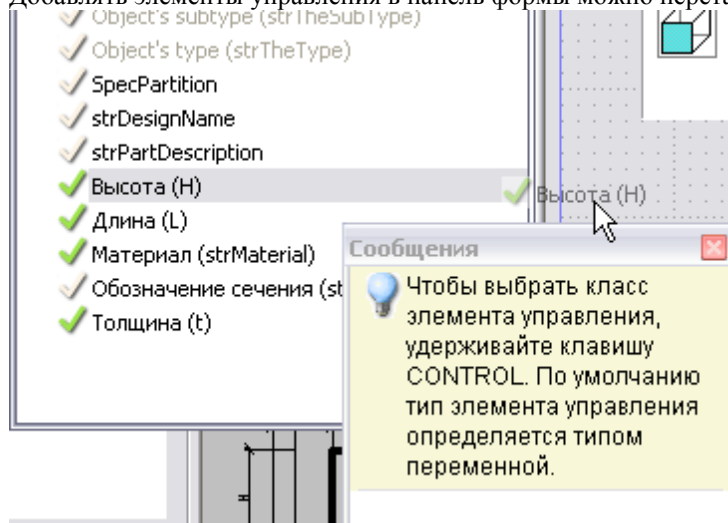 Добавлять элементы управления в панель формы можно
Object's subtype (strTheSubType)
Object's type (strTheType)
SpecPartition
strDesignName
strPartDescription
Высота (H)
Высота (H)
Длина (L)
Материал (strMaterial)
Обозначение сечения (st
Толщина (t)
Сообщения
Чтобы выбрать класс
элемента управления,
удерживайте клавишу
CONTROL. По умолчанию
тип элемента управления
определяется типом
переменной.
H